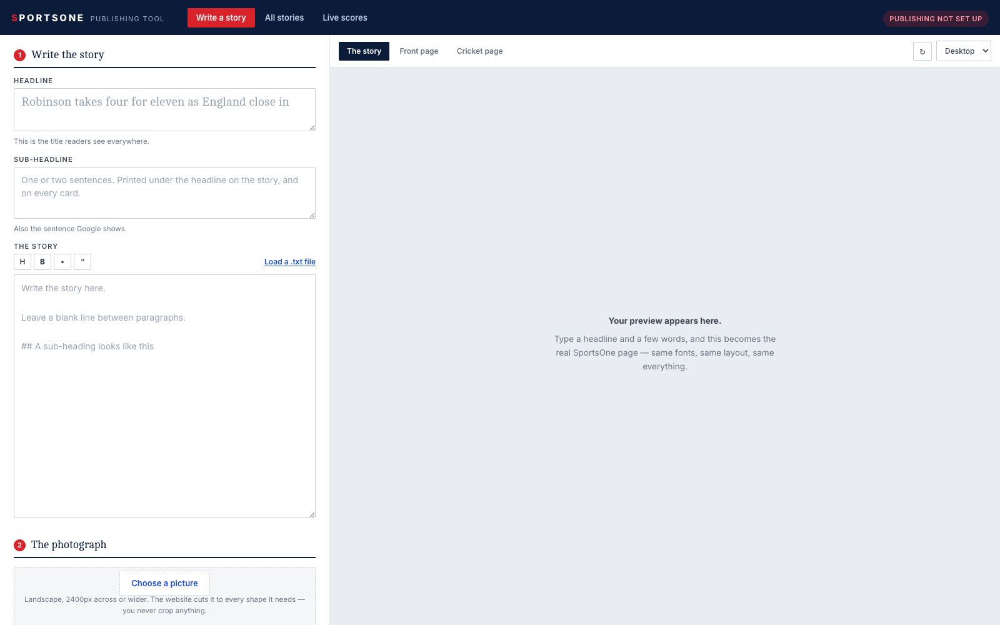 SPORTSONE PUBLISHING TOOL
Write a story
All stories
Live scores
PUBLISHING NOT SET UP
1 Write the story
HEADLINE
Robinson takes four for eleven as England close in
This is the title readers see everywhere.
SUB-HEADLINE
One or two sentences. Printed under the headline on the story, and
on every card.
Also the sentence Google shows.
THE STORY
H B • “
Load a .txt file
Write the story here.
Leave a blank line between paragraphs.
## A sub-heading looks like this
2 The photograph
Choose a picture
Landscape, 2400px across or wider. The website cuts it to every shape it needs —
you never crop anything.
The story
Front page
Cricket page
↻
Desktop
Your preview appears here.
Type a headline and a few words, and this becomes the
real SportsOne page — same fonts, same layout, same
everything.